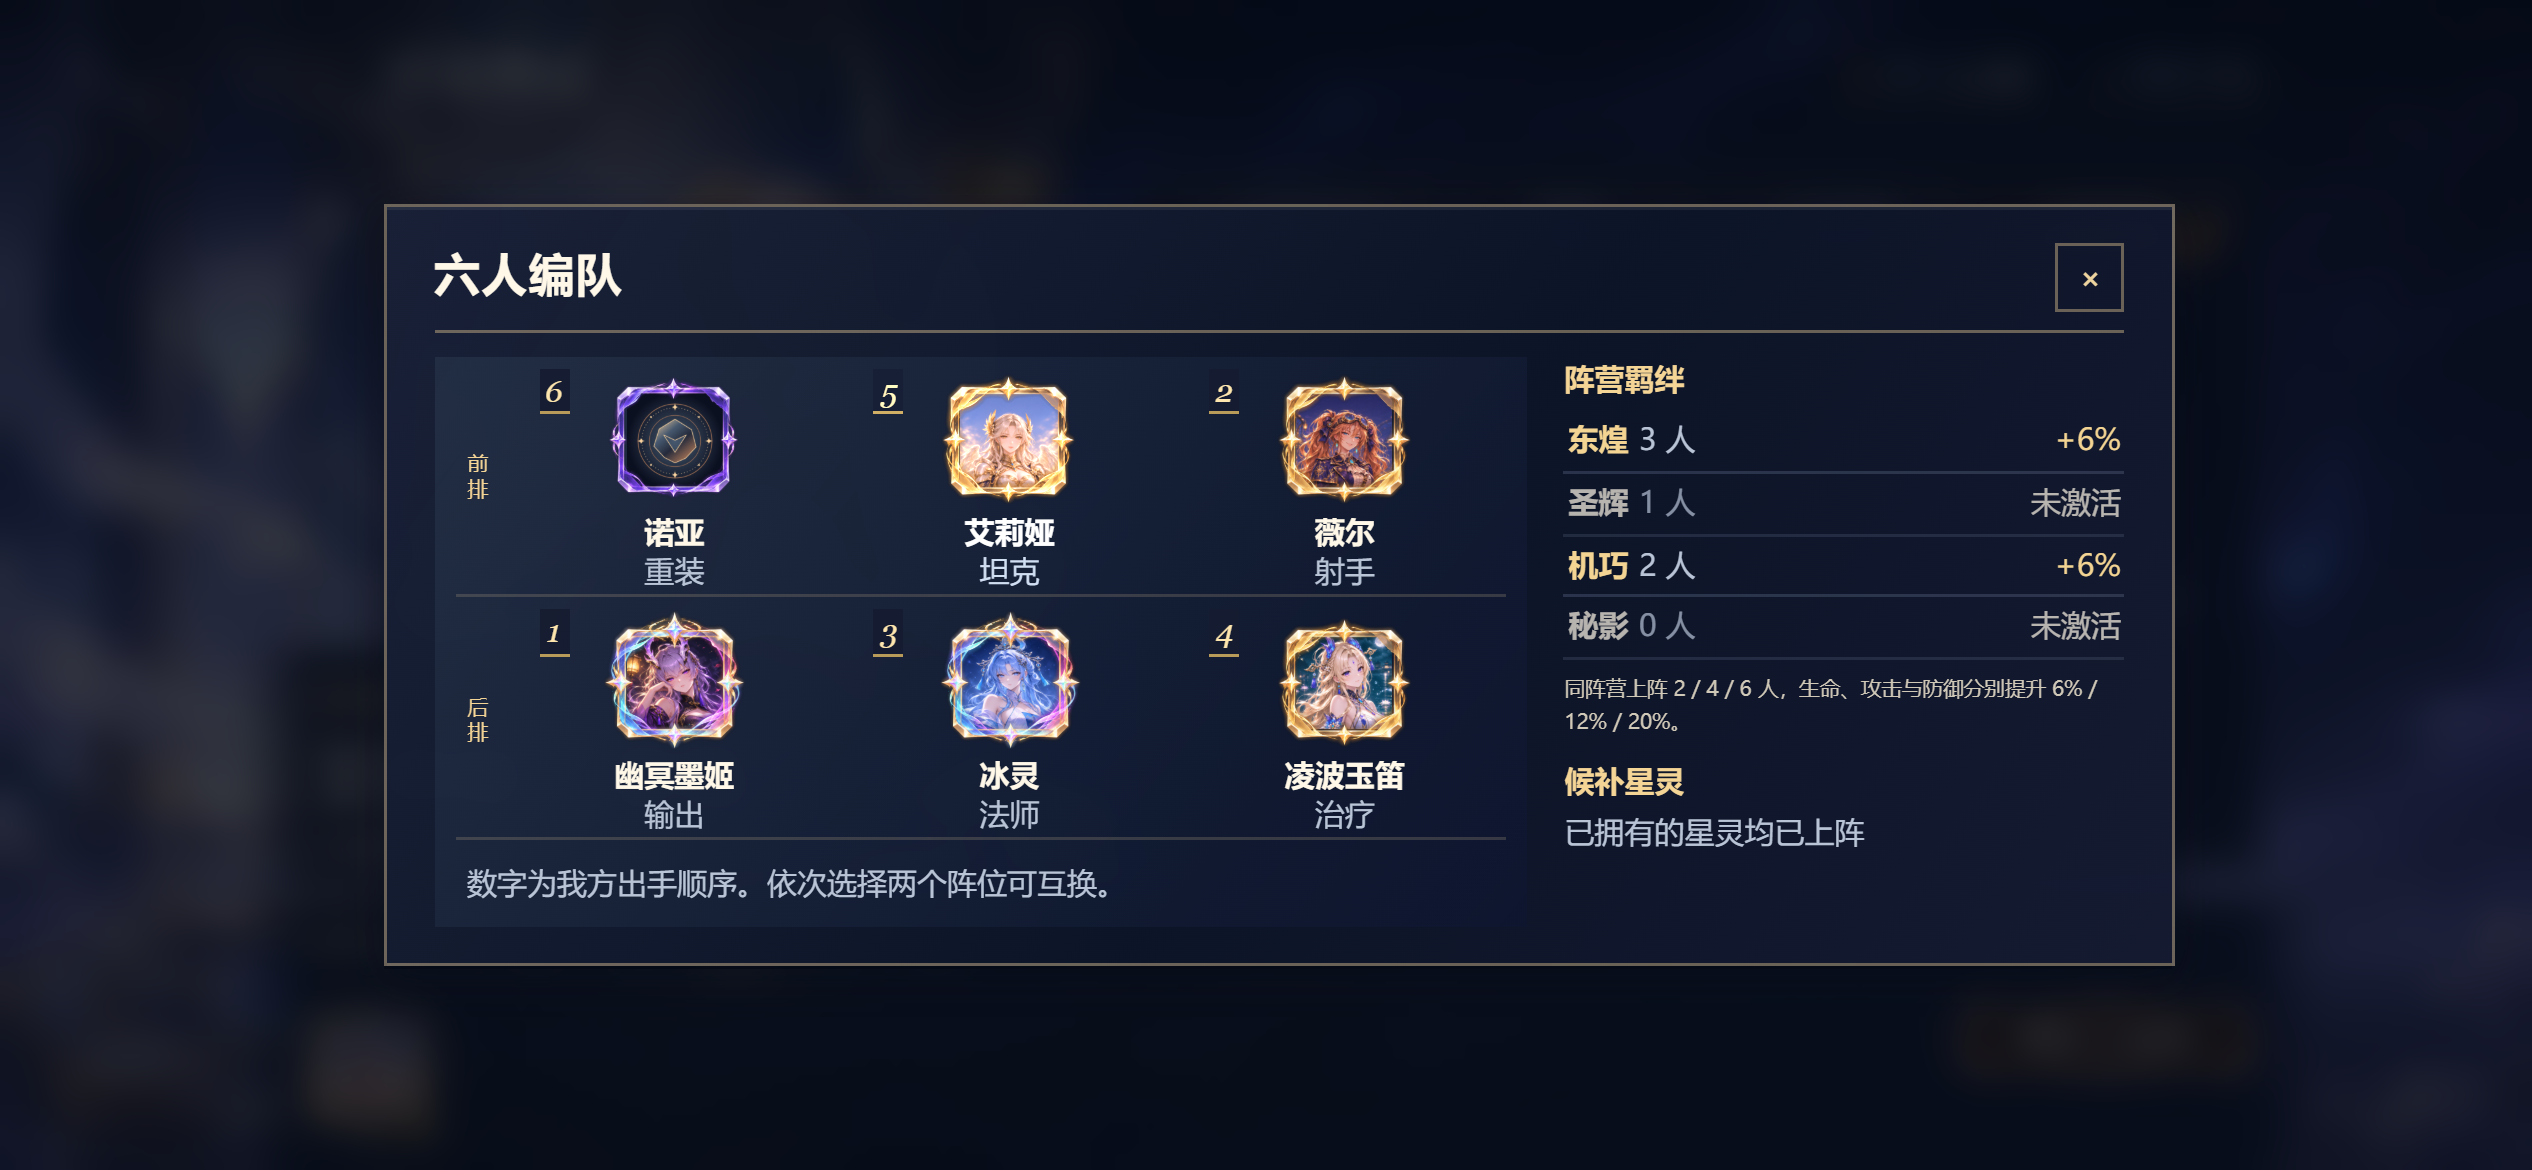 六人编队
×
前排
6
诺亚
重装
5
艾莉娅
坦克
2
薇尔
射手
后排
1
幽冥墨姬
输出
3
冰灵
法师
4
凌波玉笛
治疗
数字为我方出手顺序。依次选择两个阵位可互换。
阵营羁绊
东煌 3 人 +6%
圣辉 1 人 未激活
机巧 2 人 +6%
秘影 0 人 未激活
同阵营上阵 2 / 4 / 6 人，生命、攻击与防御分别提升 6% /
12% / 20%。
候补星灵
已拥有的星灵均已上阵